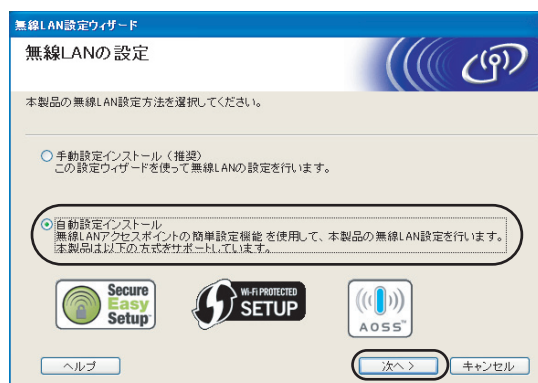 無線LAN設定ウィザード
無線LANの設定
本製品の無線LAN設定方法を選択してください。
手動設定インストール（推奨）
この設定ウィザードを使って無線LANの設定を行います。
自動設定インストール
無線LANアクセスポイントの簡単設定機能を使用して、本製品の無線LAN設定を行います。
本製品は以下の方式をサポートしています。
Secure
Easy
Setup
Wi-Fi PROTECTED
SETUP
AOSS™
ヘルプ
次へ >
キャンセル